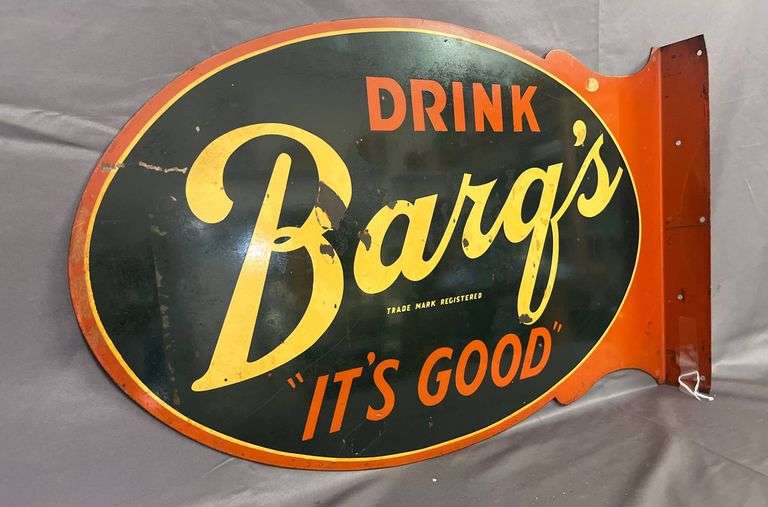 DRINK
Barq's
TRADE MARK REGISTERED
"IT'S GOOD"